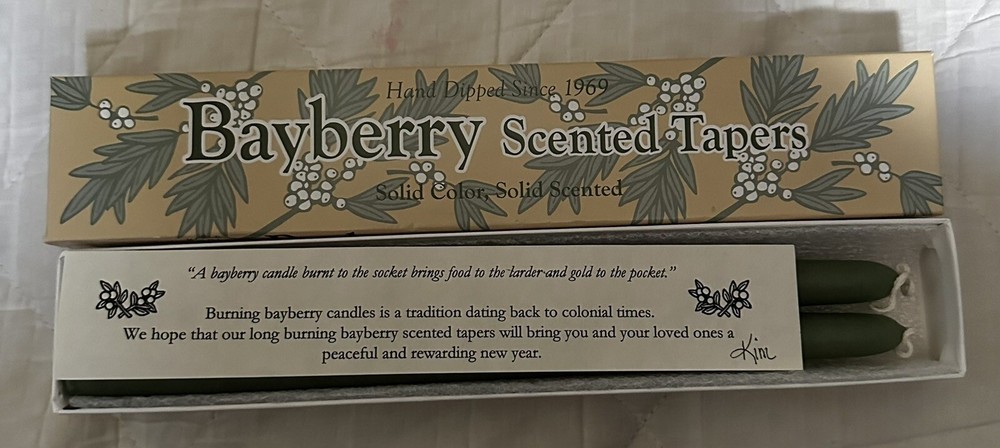 Hand Dipped Since 1969
Bayberry Scented Tapers
Solid Color, Solid Scented
“A bayberry candle burnt to the socket brings food to the larder and gold to the pocket.”
Burning bayberry candles is a tradition dating back to colonial times.
We hope that our long burning bayberry scented tapers will bring you and your loved ones a
peaceful and rewarding new year.
Kim